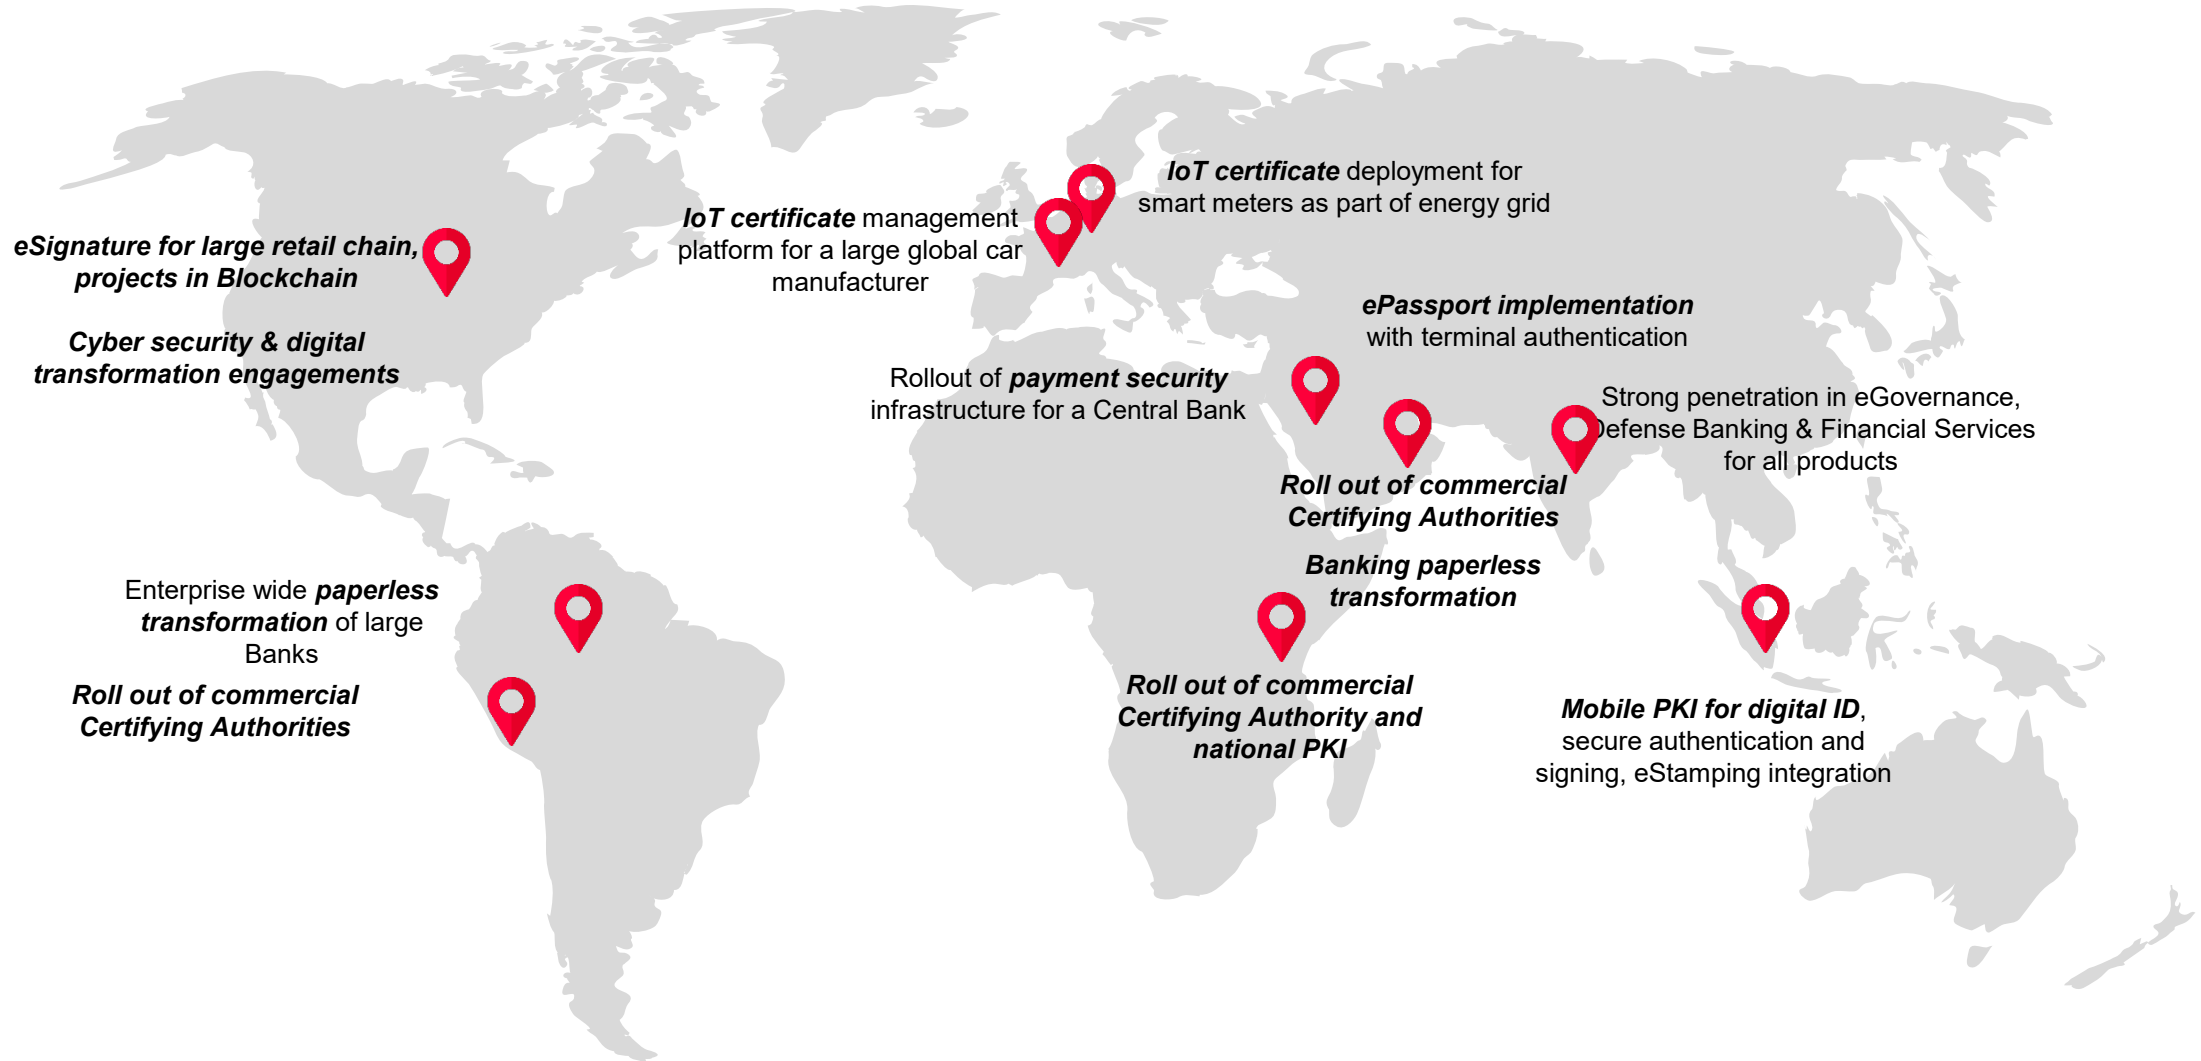 eSignature for large retail chain,
projects in Blockchain
Cyber security & digital
transformation engagements
IoT certificate management
platform for a large global car
manufacturer
IoT certificate deployment for
smart meters as part of energy grid
ePassport implementation
with terminal authentication
Rollout of payment security
infrastructure for a Central Bank
Strong penetration in eGovernance,
Defense Banking & Financial Services
for all products
Roll out of commercial
Certifying Authorities
Banking paperless
transformation
Enterprise wide paperless
transformation of large
Banks
Roll out of commercial
Certifying Authorities
Roll out of commercial
Certifying Authority and
national PKI
Mobile PKI for digital ID,
secure authentication and
signing, eStamping integration